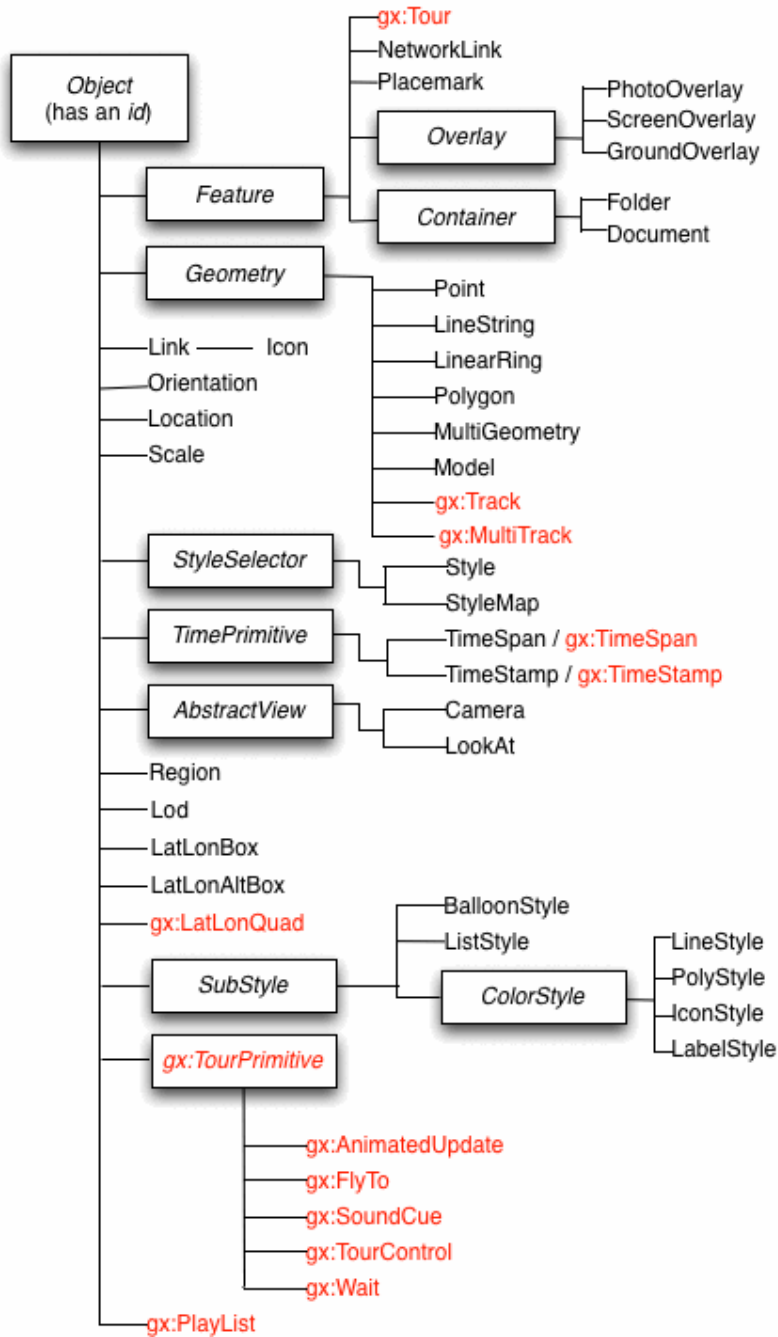 gx:Tour
NetworkLink
Placemark
Object
(has an id)
Overlay
PhotoOverlay
ScreenOverlay
GroundOverlay
Feature
Container
Folder
Document
Geometry
Point
LineString
LinearRing
Polygon
MultiGeometry
Model
gx:Track
gx:MultiTrack
Link
Icon
Orientation
Location
Scale
StyleSelector
Style
StyleMap
TimePrimitive
TimeSpan / gx:TimeSpan
TimeStamp / gx:TimeStamp
AbstractView
Camera
LookAt
Region
Lod
LatLonBox
LatLonAltBox
gx:LatLonQuad
SubStyle
BalloonStyle
ListStyle
ColorStyle
LineStyle
PolyStyle
IconStyle
LabelStyle
gx:TourPrimitive
gx:AnimatedUpdate
gx:FlyTo
gx:SoundCue
gx:TourControl
gx:Wait
gx:PlayList